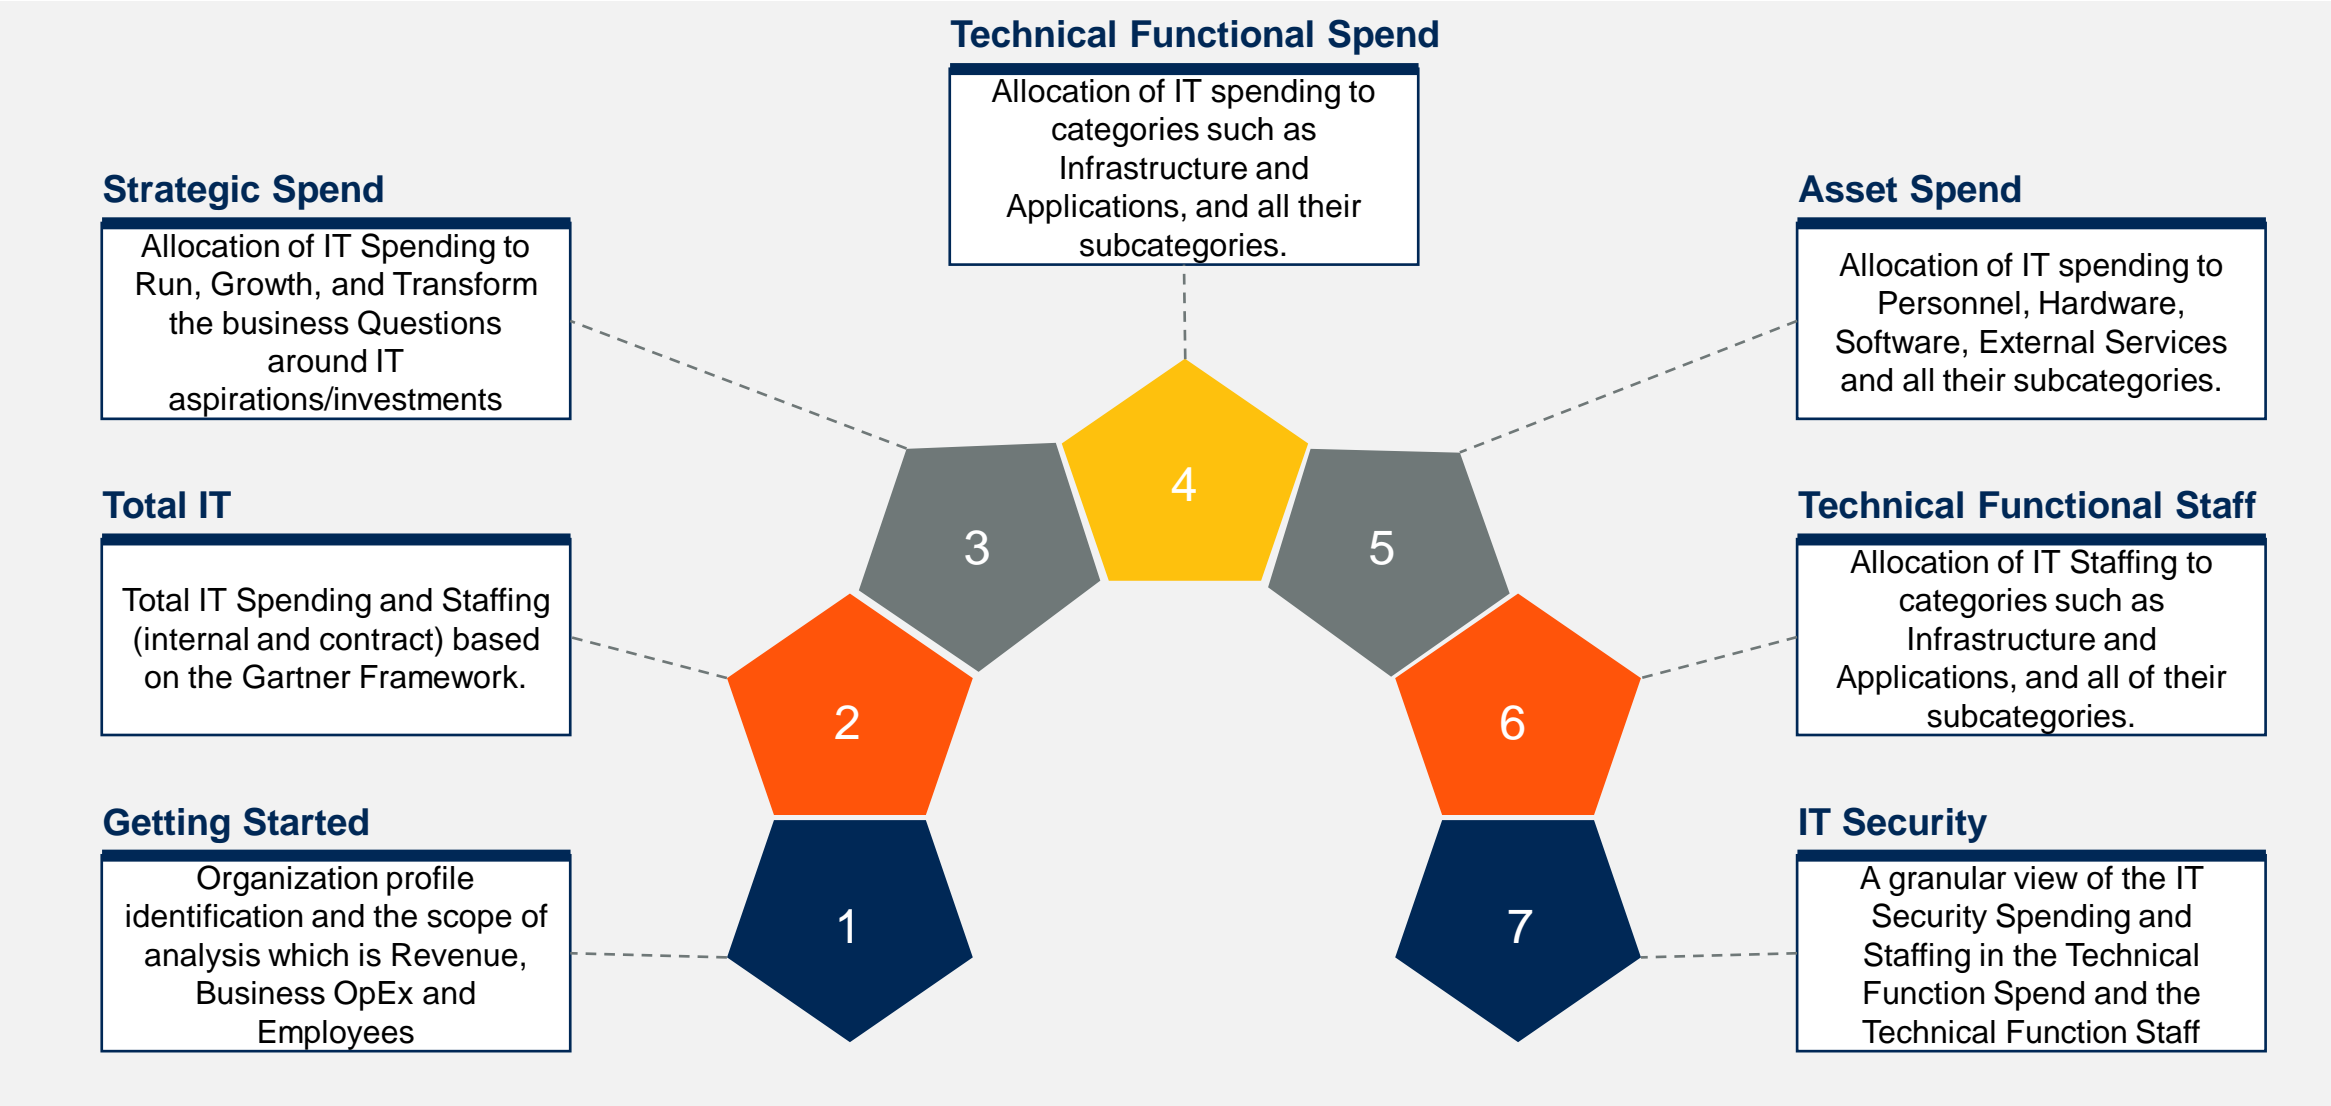 Technical Functional Spend
Allocation of IT spending to
categories such as
Infrastructure and
Applications, and all their
subcategories.
Strategic Spend
Allocation of IT Spending to
Run, Growth, and Transform
the business Questions
around IT
aspirations/investments
Asset Spend
Allocation of IT spending to
Personnel, Hardware,
Software, External Services
and all their subcategories.
4
3
5
Total IT
Total IT Spending and Staffing
(internal and contract) based
on the Gartner Framework.
Technical Functional Staff
Allocation of IT Staffing to
categories such as
Infrastructure and
Applications, and all of their
subcategories.
2
6
Getting Started
Organization profile
identification and the scope of
analysis which is Revenue,
Business OpEx and
Employees
1
7
IT Security
A granular view of the IT
Security Spending and
Staffing in the Technical
Function Spend and the
Technical Function Staff